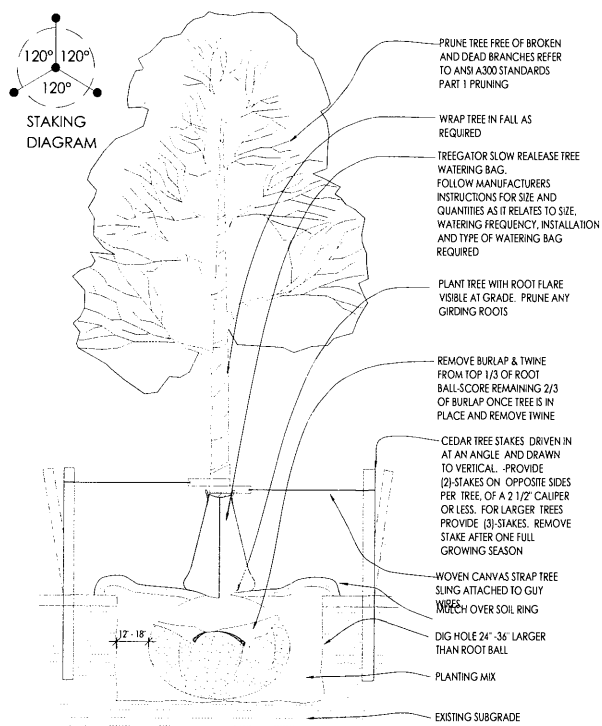 120° 120°
120°
STAKING
DIAGRAM
PRUNE TREE FREE OF BROKEN
AND DEAD BRANCHES REFER
TO ANSI A300 STANDARDS
PART 1 PRUNING
WRAP TREE IN FALL AS
REQUIRED
TREEGATOR SLOW REALEASE TREE
WATERING BAG.
FOLLOW MANUFACTURERS
INSTRUCTIONS FOR SIZE AND
QUANTITIES AS IT RELATES TO SIZE,
WATERING FREQUENCY, INSTALLATION
AND TYPE OF WATERING BAG
REQUIRED
PLANT TREE WITH ROOT FLARE
VISIBLE AT GRADE. PRUNE ANY
GIRDING ROOTS
REMOVE BURLAP & TWINE
FROM TOP 1/3 OF ROOT
BALL-SCORE REMAINING 2/3
OF BURLAP ONCE TREE IS IN
PLACE AND REMOVE TWINE
CEDAR TREE STAKES DRIVEN IN
AT AN ANGLE AND DRAWN
TO VERTICAL. -PROVIDE
(2)-STAKES ON OPPOSITE SIDES
PER TREE, OF A 2 1/2" CALIPER
OR LESS. FOR LARGER TREES
PROVIDE (3)-STAKES. REMOVE
STAKE AFTER ONE FULL
GROWING SEASON
WOVEN CANVAS STRAP TREE
SLING ATTACHED TO GUY
WIRES
MULCH OVER SOIL RING
12" - 18"
DIG HOLE 24" -36" LARGER
THAN ROOT BALL
PLANTING MIX
EXISTING SUBGRADE